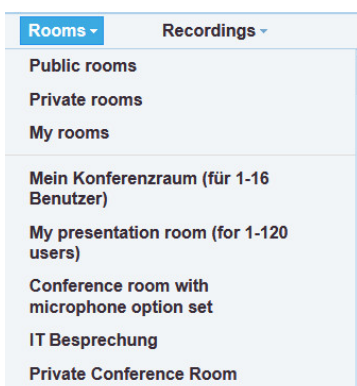 Rooms Recordings
Public rooms
Private rooms
My rooms
Mein Konferenzraum (für 1-16
Benutzer)
My presentation room (for 1-120
users)
Conference room with
microphone option set
IT Besprechung
Private Conference Room